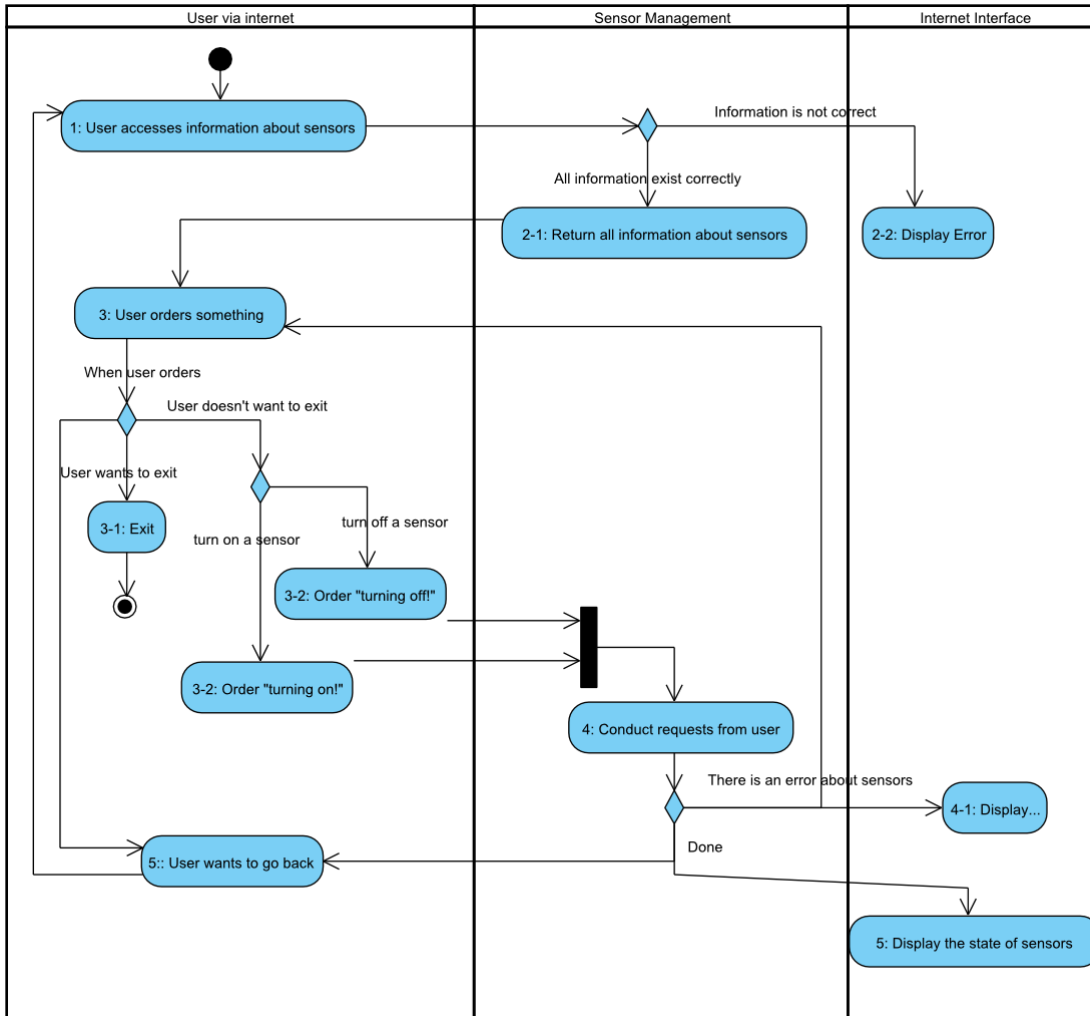 User via internet
Sensor Management
Internet Interface
1: User accesses information about sensors
Information is not correct
All information exist correctly
2-1: Return all information about sensors
2-2: Display Error
3: User orders something
When user orders
User doesn't want to exit
User wants to exit
3-1: Exit
turn off a sensor
turn on a sensor
3-2: Order "turning off!"
3-2: Order "turning on!"
4: Conduct requests from user
There is an error about sensors
4-1: Display...
Done
5:: User wants to go back
5: Display the state of sensors